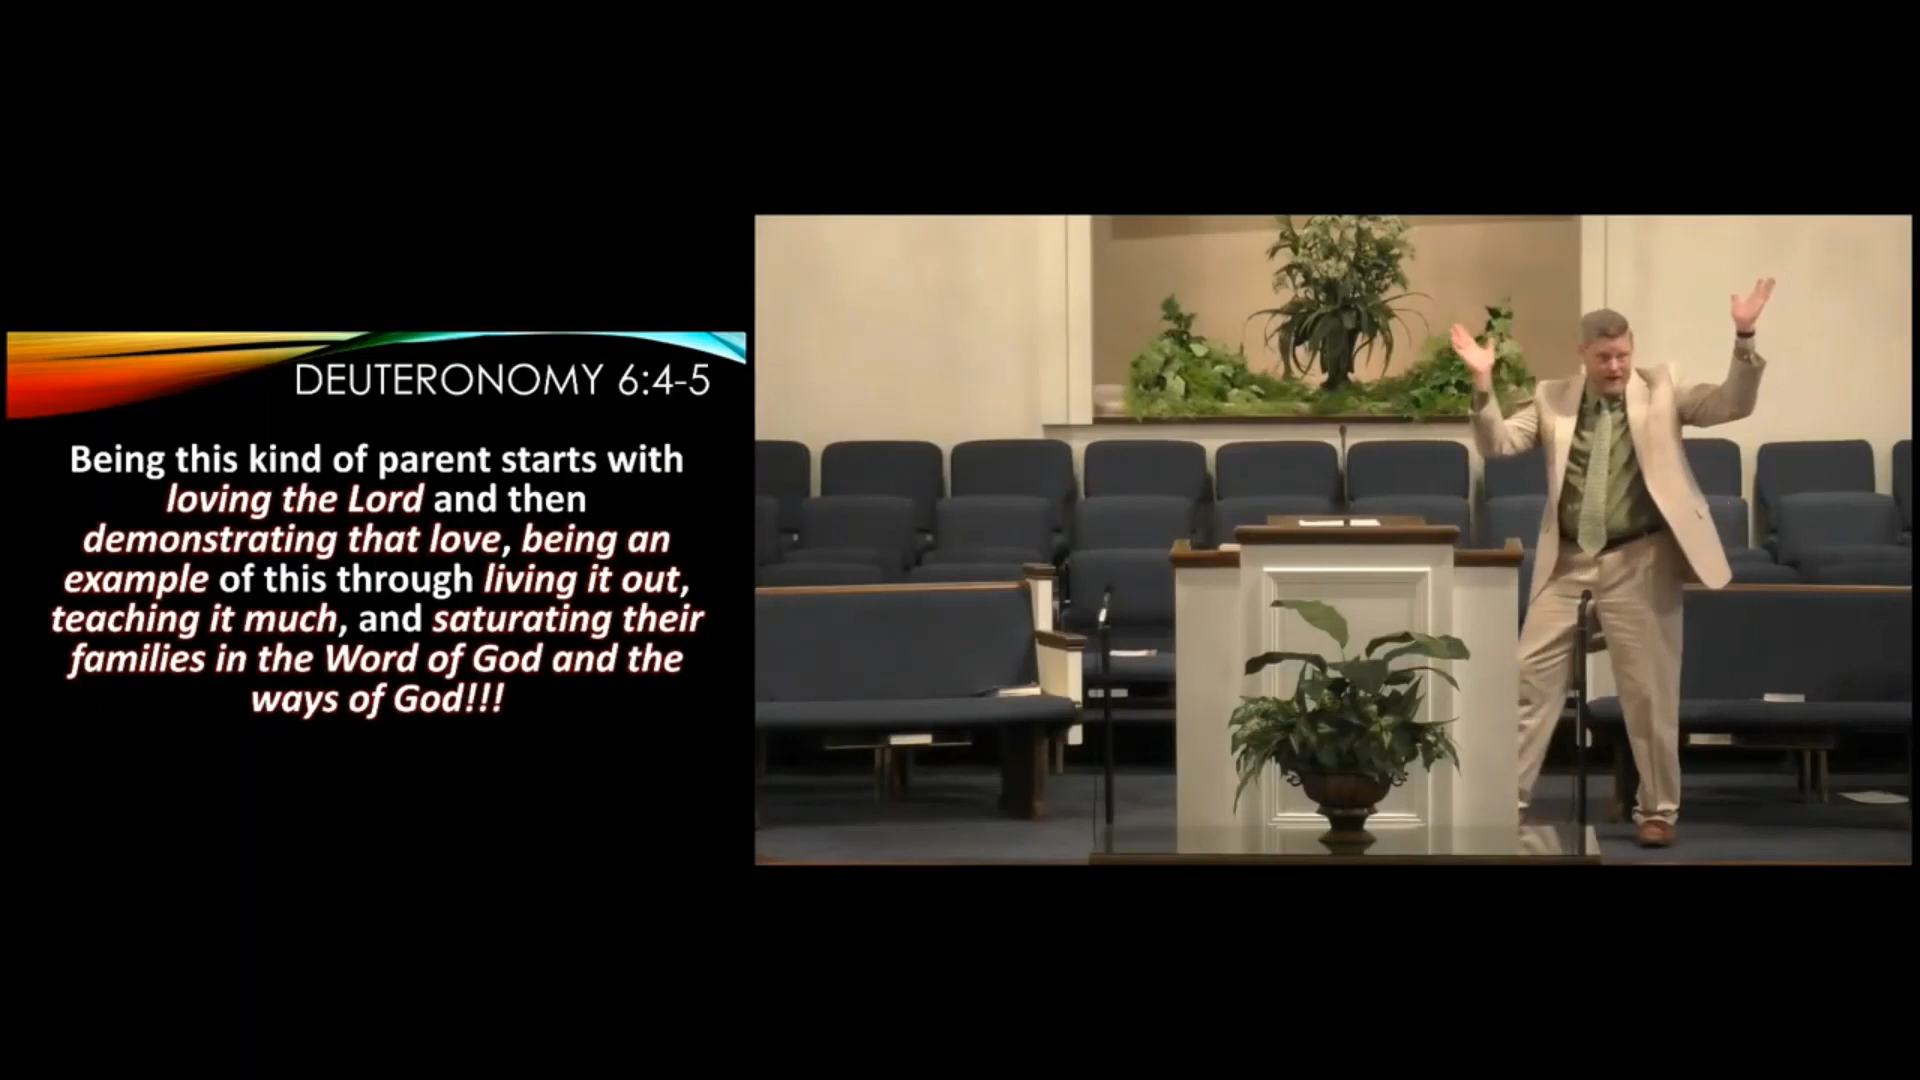 DEUTERONOMY 6:4-5
Being this kind of parent starts with
loving the Lord and then
demonstrating that love, being an
example of this through living it out,
teaching it much, and saturating their
families in the Word of God and the
ways of God!!!